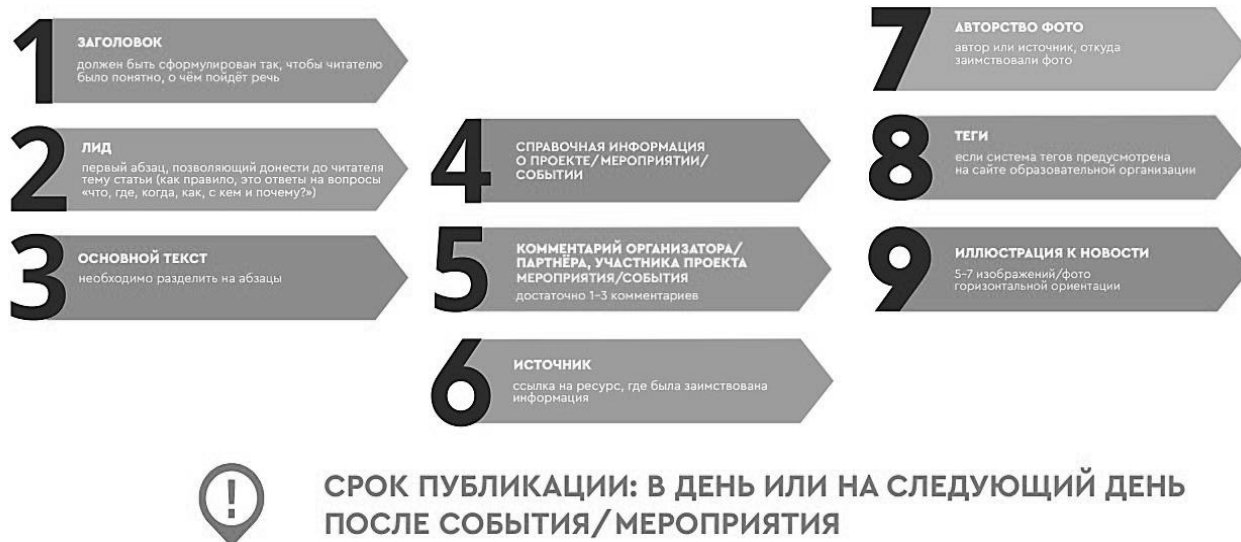 1
ЗАГОЛОВОК
должен быть сформулирован так, чтобы читателю
было понятно, о чём пойдёт речь
2
ЛИД
первый абзац, позволяющий донести до читателя
тему статьи (как правило, это ответы на вопросы
«что, где, когда, как, с кем и почему?»)
3
ОСНОВНОЙ ТЕКСТ
необходимо разделить на абзацы
4
СПРАВОЧНАЯ ИНФОРМАЦИЯ
О ПРОЕКТЕ/МЕРОПРИЯТИИ/
СОБЫТИИ
5
КОММЕНТАРИЙ ОРГАНИЗАТОРА/
ПАРТНЁРА, УЧАСТНИКА ПРОЕКТА
МЕРОПРИЯТИЯ/СОБЫТИЯ
достаточно 1-3 комментариев
6
ИСТОЧНИК
ссылка на ресурс, где была заимствована
информация
7
АВТОРСТВО ФОТО
автор или источник, откуда
заимствовали фото
8
ТЕГИ
если система тегов предусмотрена
на сайте образовательной организации
9
ИЛЛЮСТРАЦИЯ К НОВОСТИ
5-7 изображений/фото
горизонтальной ориентации
!
СРОК ПУБЛИКАЦИИ: В ДЕНЬ ИЛИ НА СЛЕДУЮЩИЙ ДЕНЬ
ПОСЛЕ СОБЫТИЯ/МЕРОПРИЯТИЯ